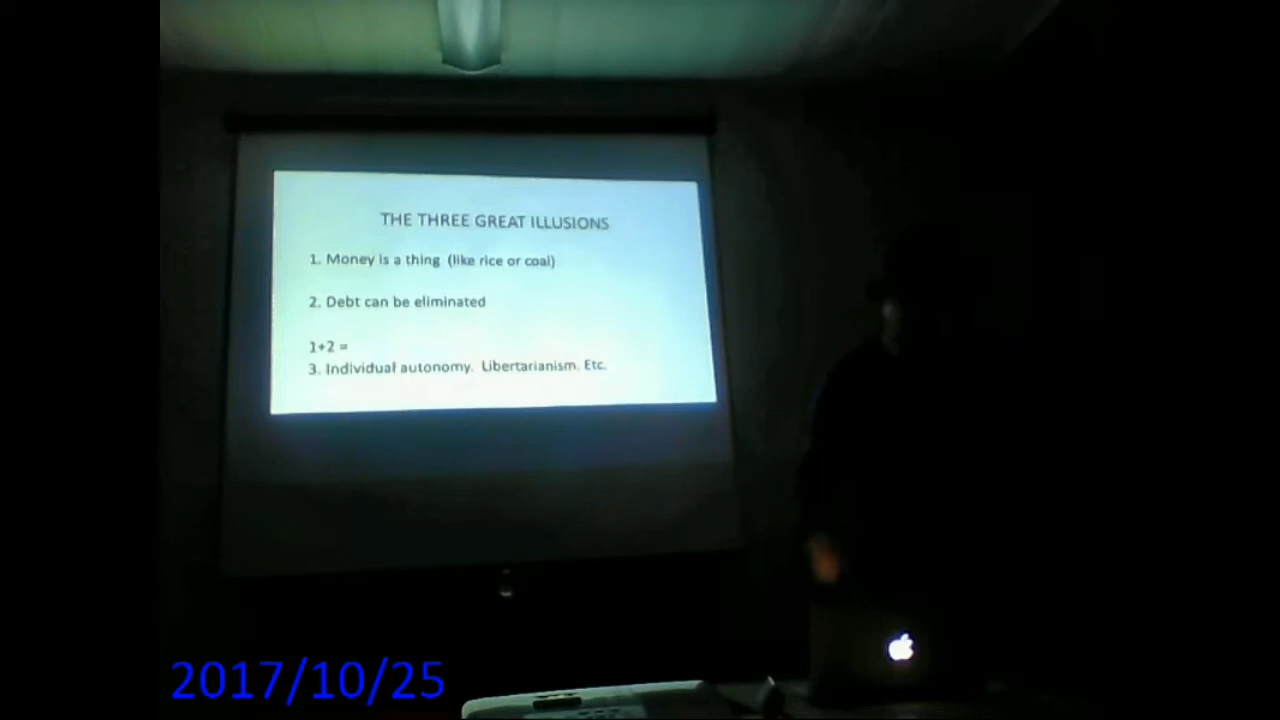 THE THREE GREAT ILLUSIONS
1. Money is a thing (like rice or coal)
2. Debt can be eliminated
1+2 =
3. Individual autonomy. Libertarianism. Etc.
2017/10/25